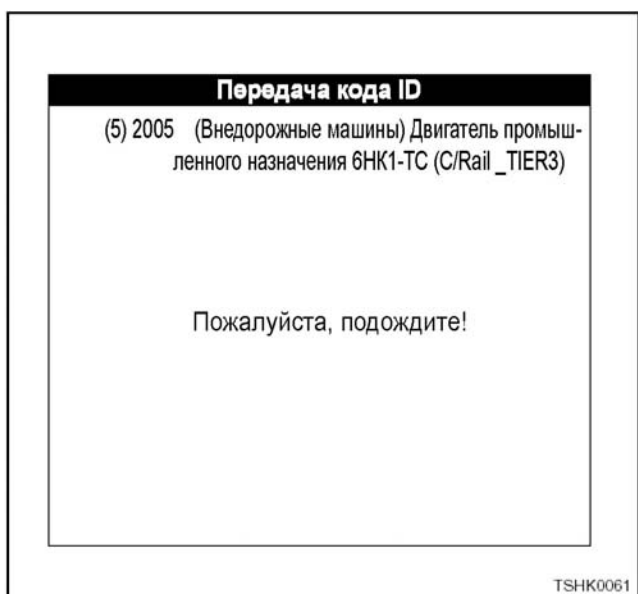 Передача кода ID
(5) 2005 (Внедорожные машины) Двигатель промыш-
ленного назначения 6HK1-TC (C/Rail _TIER3)
Пожалуйста, подождите!
TSHK0061